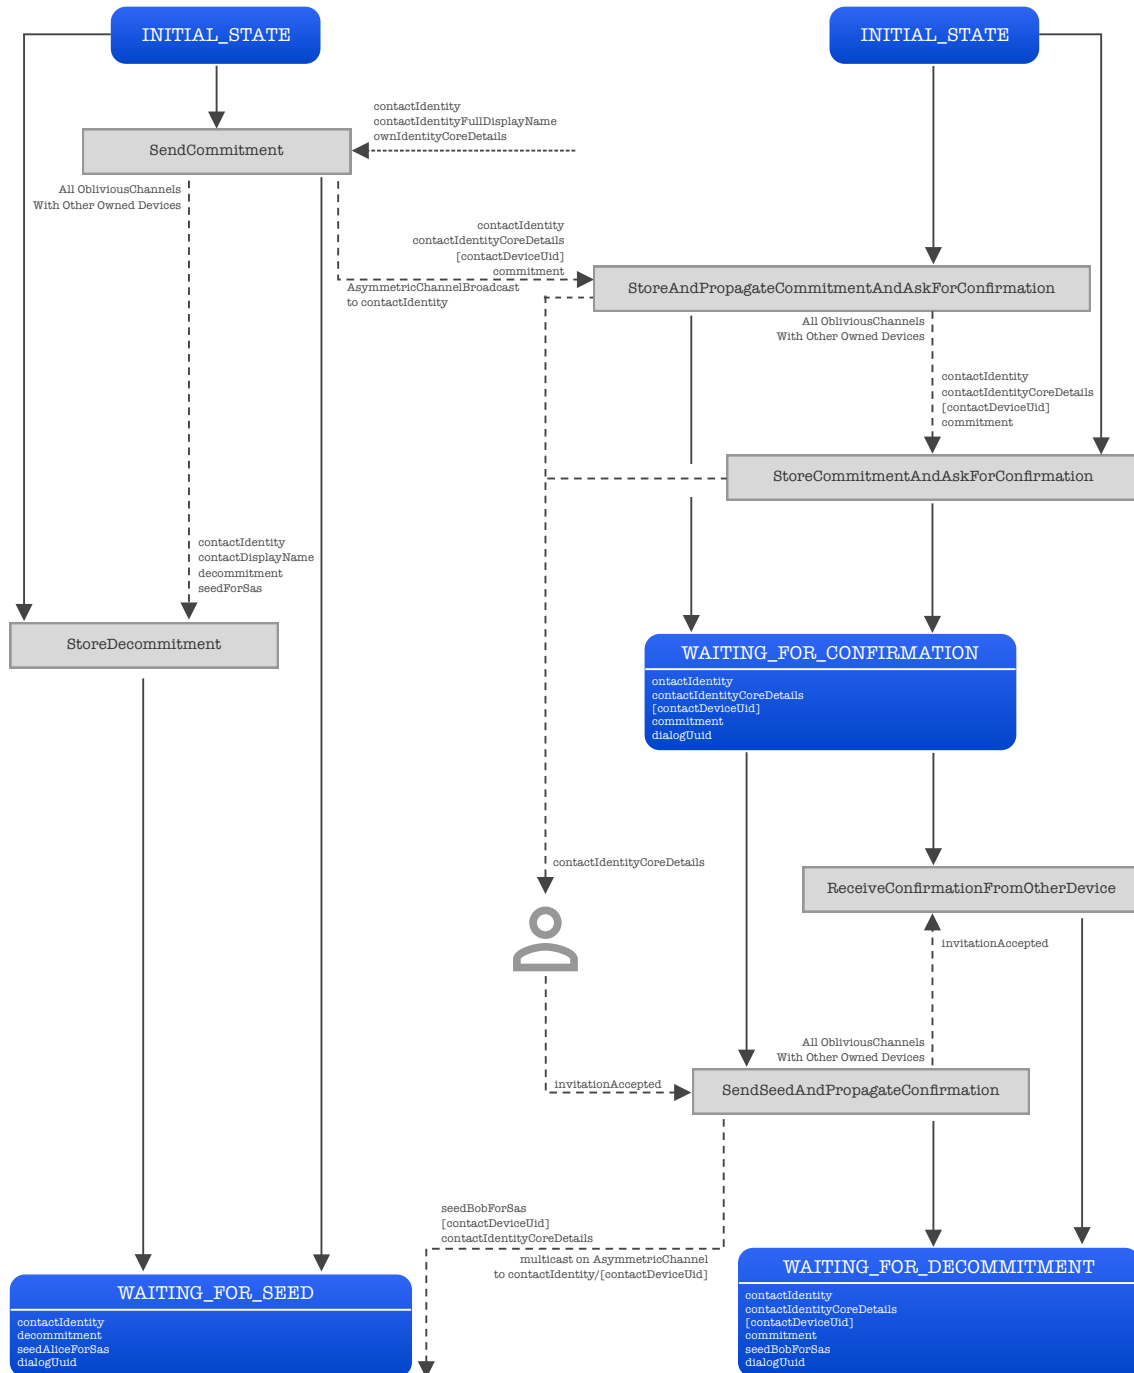 INITIAL_STATE
INITIAL_STATE
contactIdentity
contactIdentityFullDisplayName
ownIdentityCoreDetails
SendCommitment
All ObliviousChannels
With Other Owned Devices
contactIdentity
contactIdentityCoreDetails
[contactDeviceUid]
commitment
AsymmetricChannelBroadcast
to contactIdentity
StoreAndPropagateCommitmentAndAskForConfirmation
All ObliviousChannels
With Other Owned Devices
contactIdentity
contactIdentityCoreDetails
[contactDeviceUid]
commitment
StoreCommitmentAndAskForConfirmation
contactIdentity
contactDisplayName
decommitment
seedForSas
StoreDecommitment
WAITING_FOR_CONFIRMATION
ontactIdentity
contactIdentityCoreDetails
[contactDeviceUid]
commitment
dialogUuid
contactIdentityCoreDetails
ReceiveConfirmationFromOtherDevice
invitationAccepted
All ObliviousChannels
With Other Owned Devices
invitationAccepted
SendSeedAndPropagateConfirmation
seedBobForSas
[contactDeviceUid]
contactIdentityCoreDetails
multicast on AsymmetricChannel
to contactIdentity/[contactDeviceUid]
WAITING_FOR_SEED
contactIdentity
decommitment
seedAliceForSas
dialogUuid
WAITING_FOR_DECOMMITMENT
contactIdentity
contactIdentityCoreDetails
[contactDeviceUid]
commitment
seedBobForSas
dialogUuid